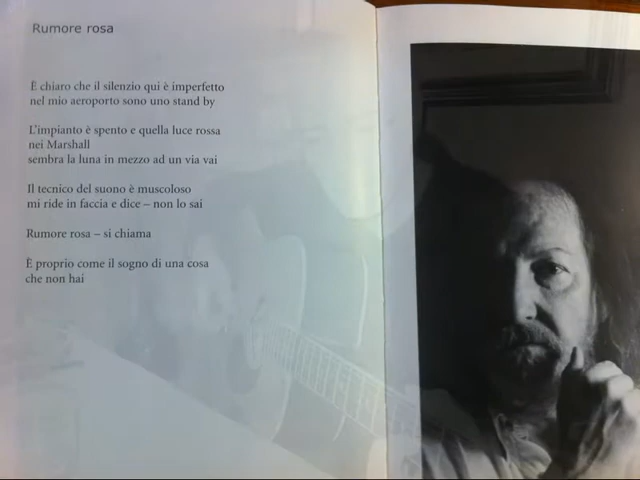 Rumore rosa
È chiaro che il silenzio qui è imperfetto
nel mio aeroporto sono uno stand by
L'impianto è spento e quella luce rossa
nei Marshall
sembra la luna in mezzo ad un via vai
Il tecnico del suono è muscoloso
mi ride in faccia e dice – non lo sai
Rumore rosa – si chiama
È proprio come il sogno di una cosa
che non hai